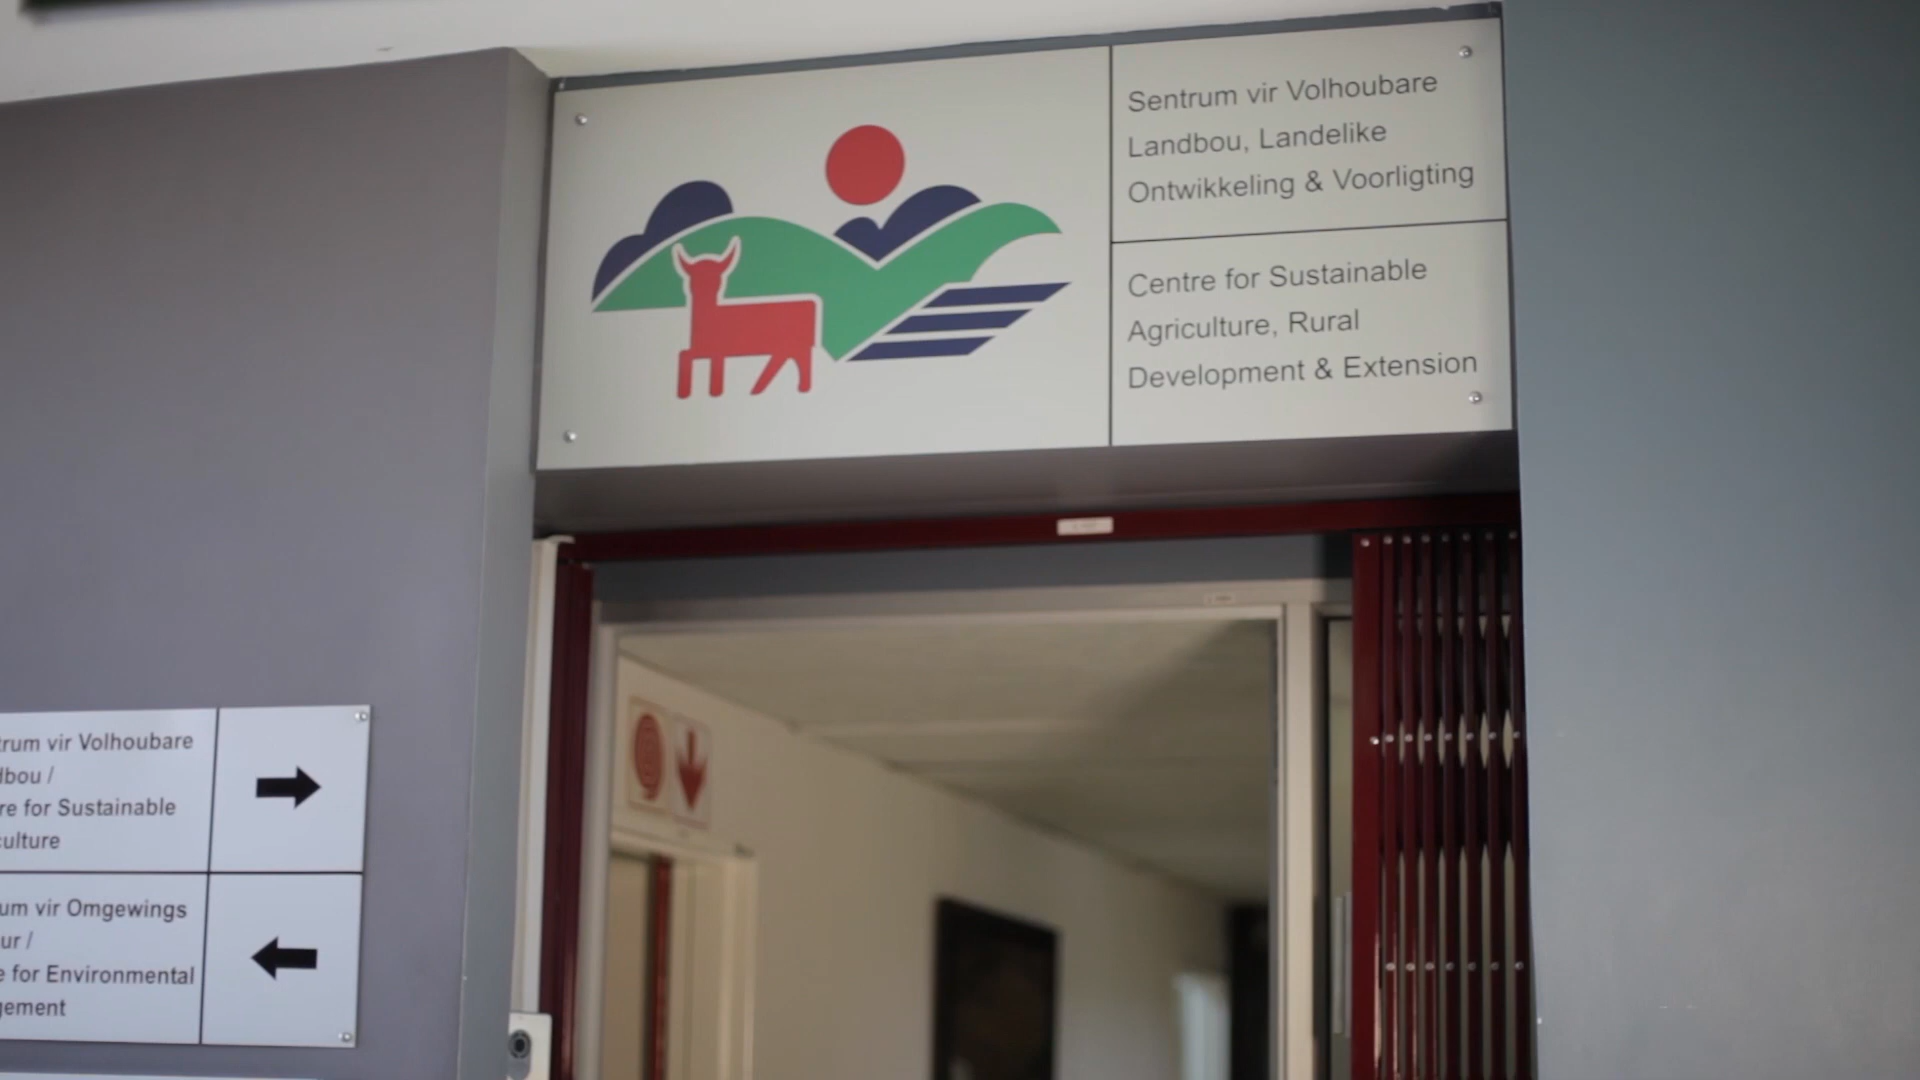 Sentrum vir Volhoubare
Landbou, Landelike
Ontwikkeling & Voorligting
Centre for Sustainable
Agriculture, Rural
Development & Extension
trum vir Volhoubare
dbou /
re for Sustainable
culture
um vir Omgewings
ur /
e for Environmental
gement